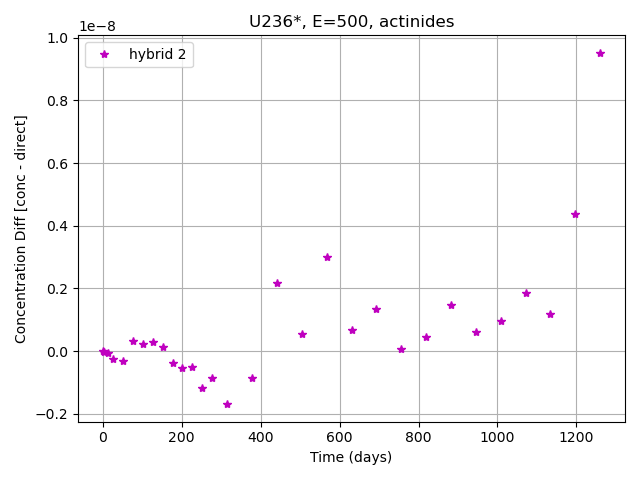 U236*, E=500, actinides
1e−8
hybrid 2
Concentration Diff [conc - direct]
1.0
0.8
0.6
0.4
0.2
0.0
−0.2
0 200 400 600 800 1000 1200
Time (days)